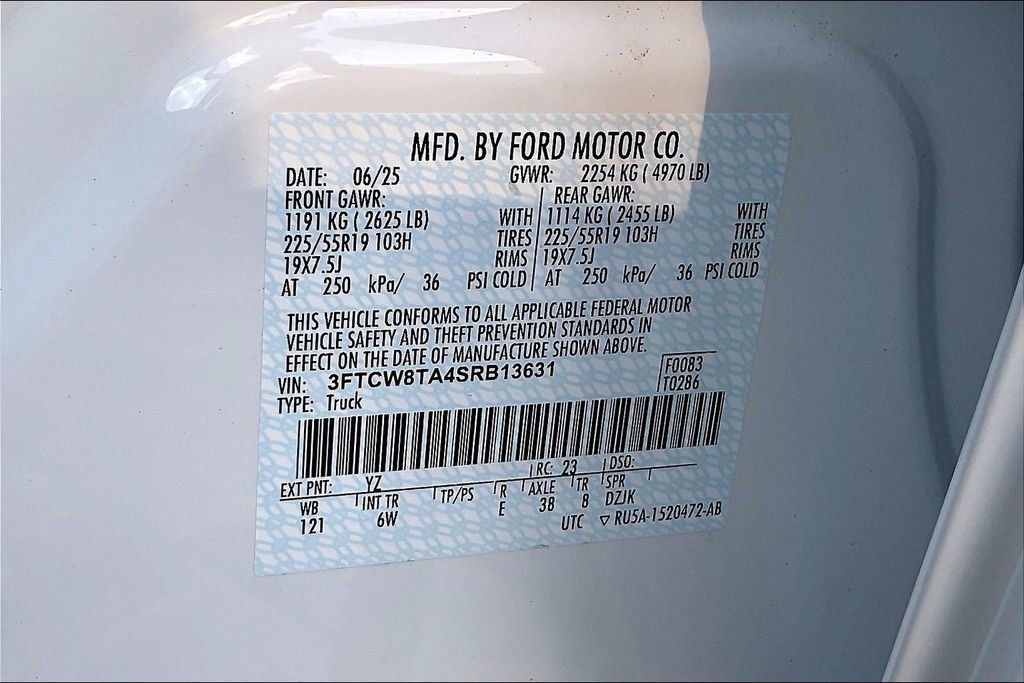 MFD. BY FORD MOTOR CO.
DATE: 06/25 GVWR: 2254 KG ( 4970 LB)
FRONT GAWR: REAR GAWR:
1191 KG ( 2625 LB) WITH 1114 KG ( 2455 LB) WITH
225/55R19 103H TIRES 225/55R19 103H TIRES
19X7.5J RIMS 19X7.5J RIMS
AT 250 kPa/ 36 PSI COLD AT 250 kPa/ 36 PSI COLD
THIS VEHICLE CONFORMS TO ALL APPLICABLE FEDERAL MOTOR
VEHICLE SAFETY AND THEFT PREVENTION STANDARDS IN
EFFECT ON THE DATE OF MANUFACTURE SHOWN ABOVE.
VIN: 3FTCW8TA4SRB13631 F0083
TYPE: Truck T0286
EXT PNT: YZ RC: 23 DSO:
WB INT TR TP/PS R AXLE TR SPR
121 6W E 38 8 DZJK
UTC ▽ RU5A-1520472-AB